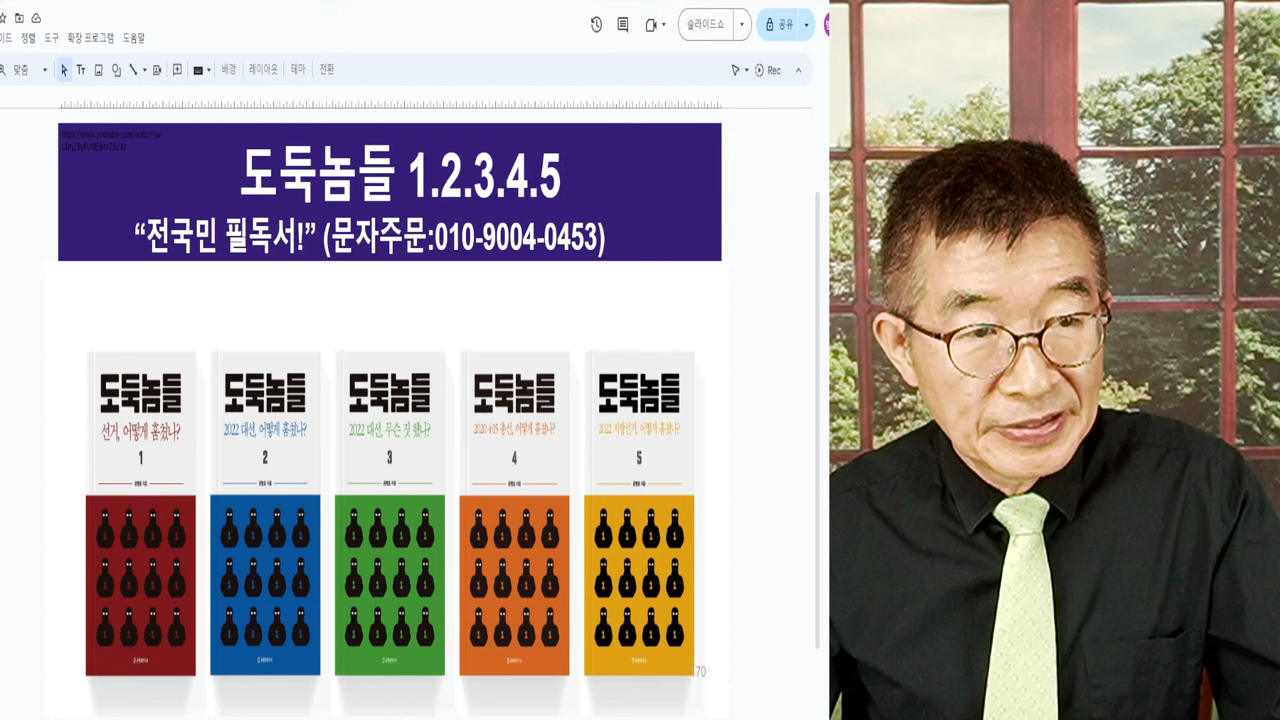 이드 정렬 도구 확장 프로그램 도움말
슬라이드쇼
공유
맞춤
배경 레이아웃 테마 전환
Rec
도둑놈들 1.2.3.4.5
“전국민 필독서!” (문자주문:010-9004-0453)
도둑놈들
선거, 어떻게 훔쳤나?
1
도둑놈들
2022 대선, 어떻게 훔쳤나?
2
도둑놈들
2022 대선, 무슨 짓 했나?
3
도둑놈들
2020 4·15 총선, 어떻게 훔쳤나?
4
도둑놈들
2022 지방선거, 어떻게 훔쳤나?
5
70